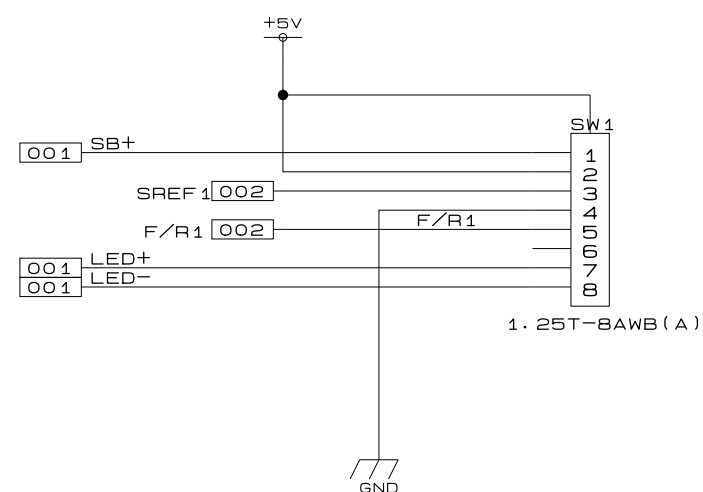 +5V
SW1
001 SB+ 1
2
SREF1 002 3
4
F/R1 002 F/R1 5
6
001 LED+ 7
001 LED- 8
1.25T-8AWB(A)
GND